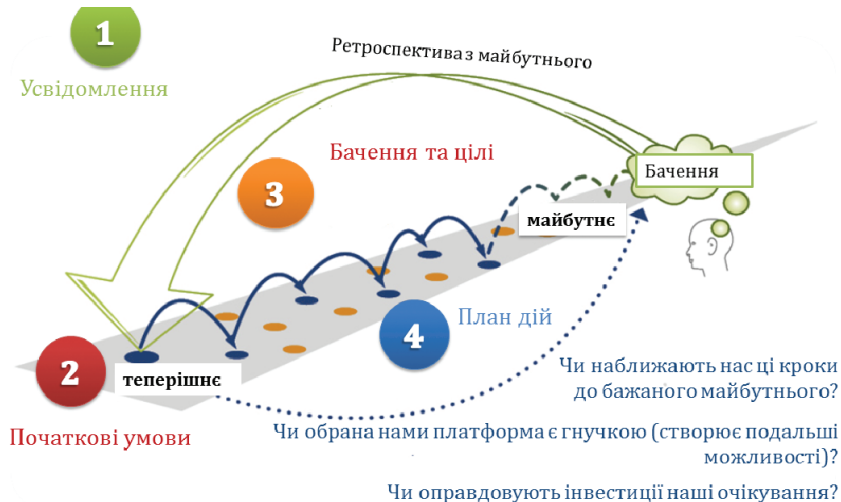 1
Усвідомлення
Ретроспектива з майбутнього
Бачення та цілі
3
Бачення
майбутнє
План дій
4
2
теперішнє
Початкові умови
Чи наближають нас ці кроки
до бажаного майбутнього?
Чи обрана нами платформа є гнучкою (створює подальші
можливості)?
Чи оправдовують інвестиції наші очікування?